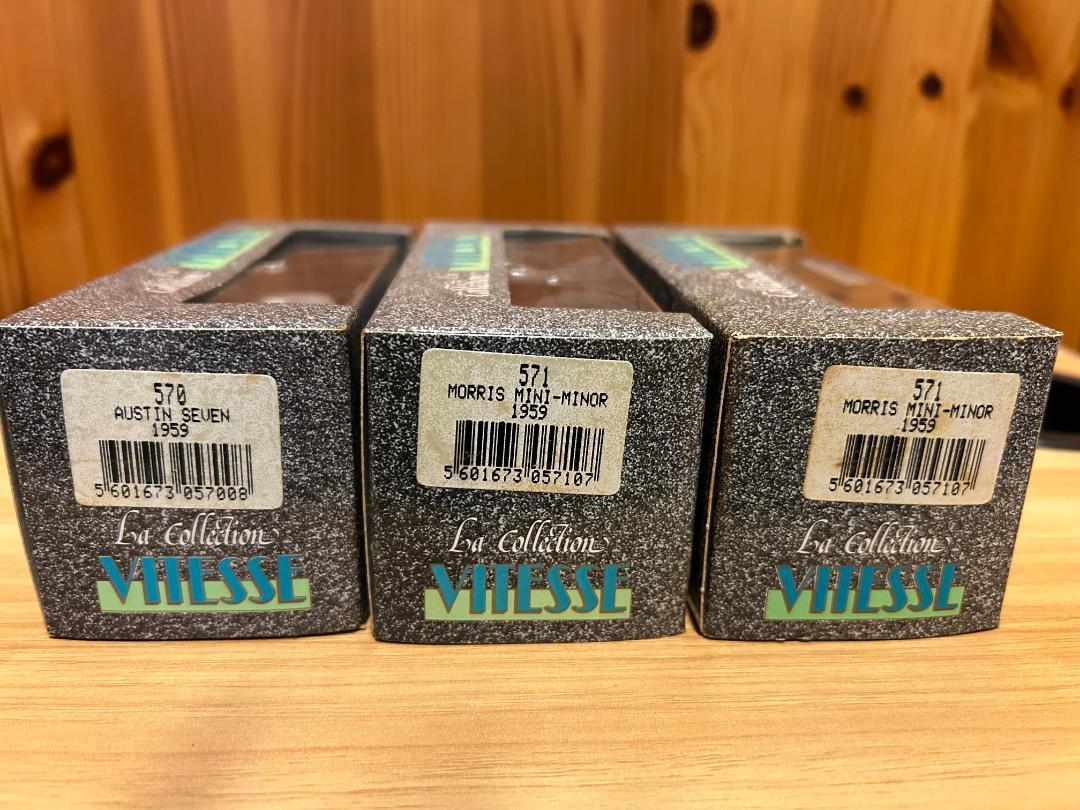 570
AUSTIN SEVEN
1959
5 601673 057008
La Collection
VITESSE
571
MORRIS MINI-MINOR
1959
5 601673 057107
La Collection
VITESSE
571
MORRIS MINI-MINOR
1959
5 601673 057107
La Collection
VITESSE